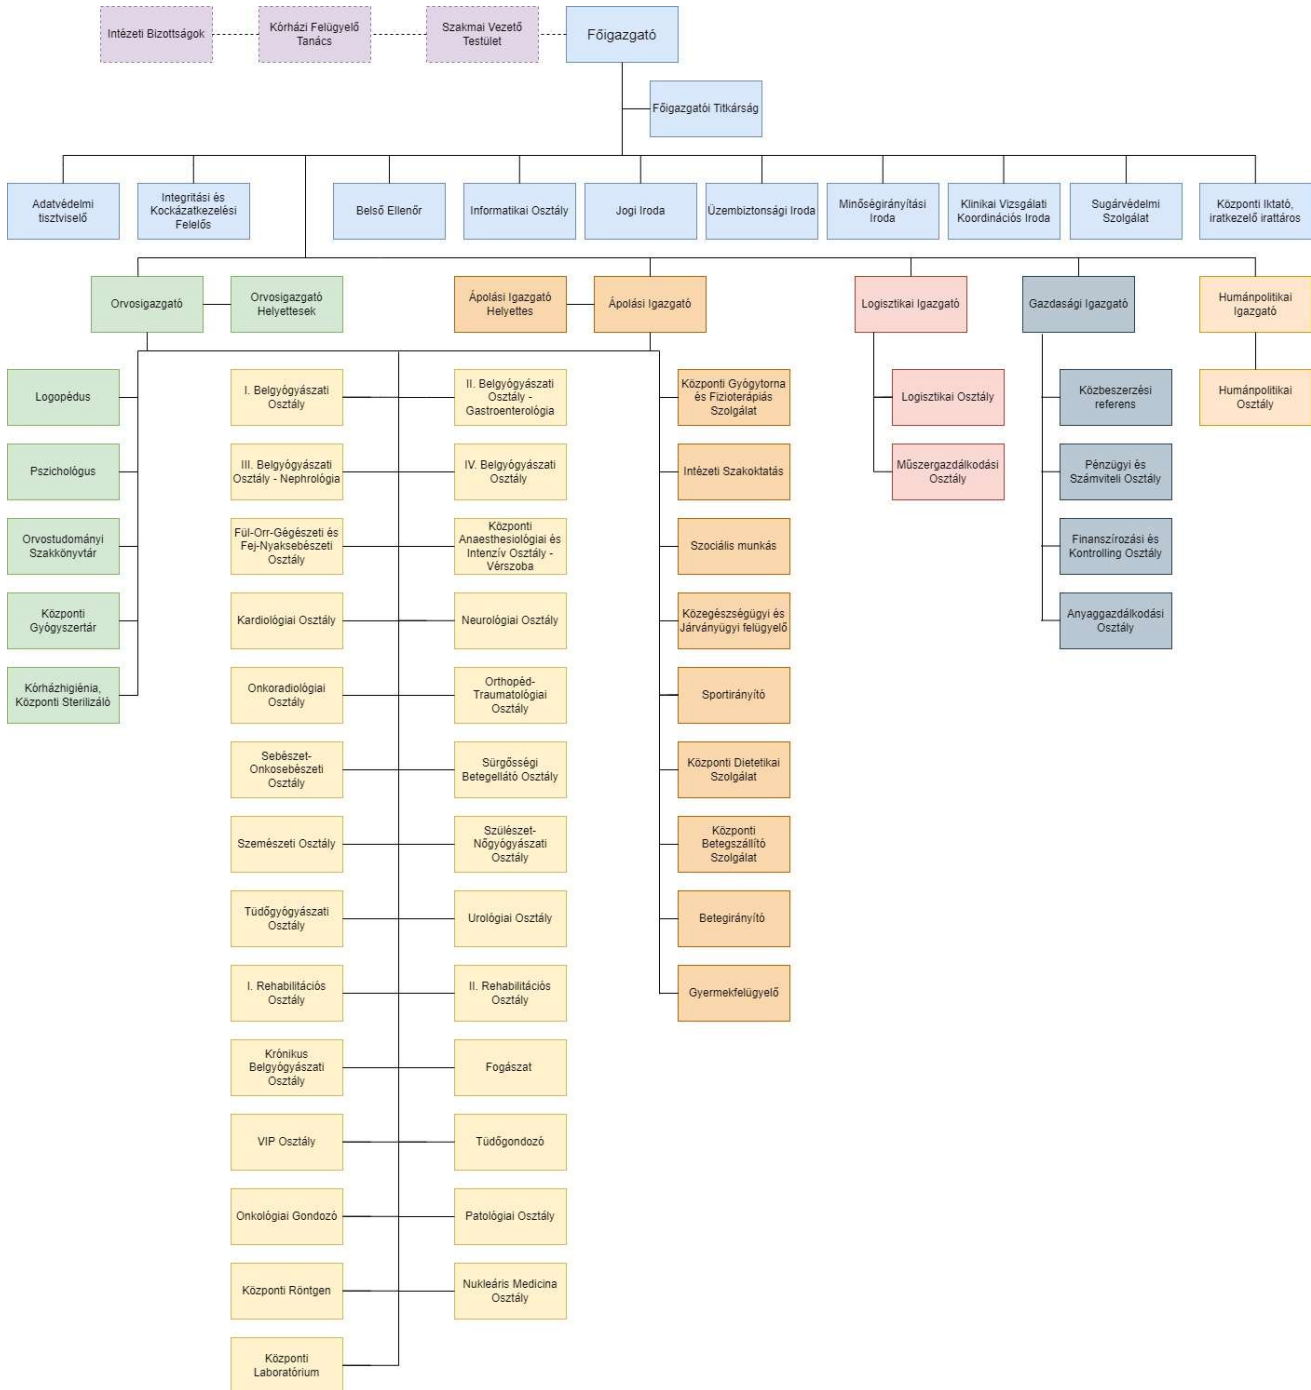 Intézeti Bizottságok
Kórházi Felügyelő
Tanács
Szakmai Vezető
Testület
Főigazgató
Főigazgatói Titkárság
Adatvédelmi
tisztviselő
Integritási és
Kockázatkezelési
Felelős
Belső Ellenőr
Informatikai Osztály
Jogi Iroda
Üzembiztonsági Iroda
Minőségirányítási
Iroda
Klinikai Vizsgálati
Koordinációs Iroda
Sugárvédelmi
Szolgálat
Központi Iktató,
iratkezelő irattáros
Orvosigazgató
Orvosigazgató
Helyettesek
Ápolási Igazgató
Helyettes
Ápolási Igazgató
Logisztikai Igazgató
Gazdasági Igazgató
Humánpolitikai
Igazgató
Logopédus
I. Belgyógyászati
Osztály
II. Belgyógyászati
Osztály -
Gastroenterológia
Központi Gyógytorna
és Fizioterápiás
Szolgálat
Logisztikai Osztály
Közbeszerzési
referens
Humánpolitikai
Osztály
Pszichológus
III. Belgyógyászati
Osztály - Nephrológia
IV. Belgyógyászati
Osztály
Intézeti Szakoktatás
Műszergazdálkodási
Osztály
Pénzügyi és
Számviteli Osztály
Orvostudományi
Szakkönyvtár
Fül-Orr-Gégészeti és
Fej-Nyaksebészeti
Osztály
Központi
Anaesthesiológiai és
Intenzív Osztály -
Vérszoba
Szociális munkás
Finanszírozási és
Kontrolling Osztály
Központi
Gyógyszertár
Kardiológiai Osztály
Neurológiai Osztály
Közegészségügyi és
Járványügyi felügyelő
Anyaggazdálkodási
Osztály
Kórházhigiénia,
Központi Sterilizáló
Onkoradiológiai
Osztály
Orthopéd-
Traumatológiai
Osztály
Sportirányító
Sebészet-
Onkosebészeti
Osztály
Sürgősségi
Betegellátó Osztály
Központi Dietetikai
Szolgálat
Szemészeti Osztály
Szülészet-
Nőgyógyászati
Osztály
Központi
Betegszállító
Szolgálat
Tüdőgyógyászati
Osztály
Urológiai Osztály
Betegirányító
I. Rehabilitációs
Osztály
II. Rehabilitációs
Osztály
Gyermekfelügyelő
Krónikus
Belgyógyászati
Osztály
Fogászat
VIP Osztály
Tüdőgondozó
Onkológiai Gondozó
Patológiai Osztály
Központi Röntgen
Nukleáris Medicina
Osztály
Központi
Laboratórium